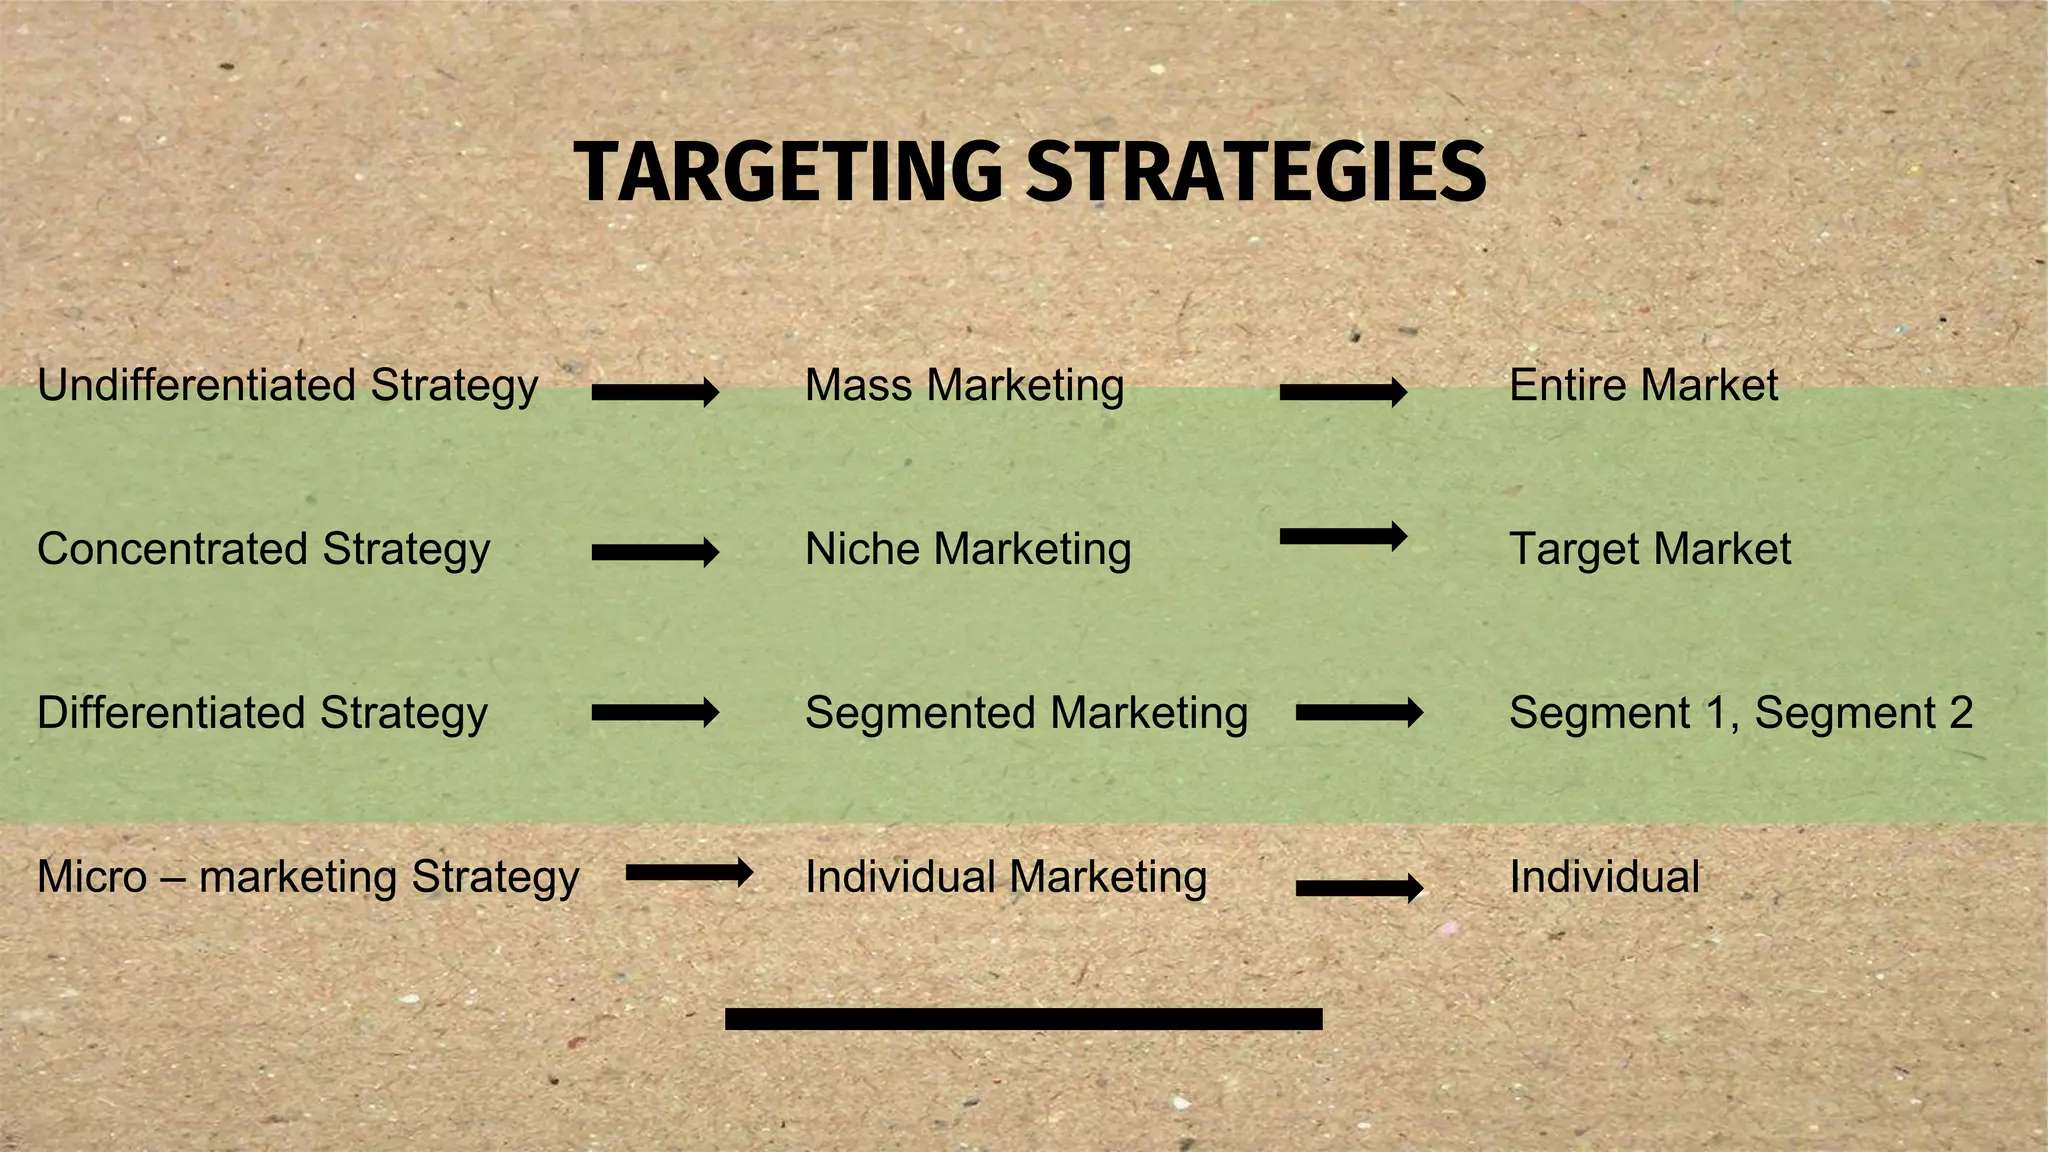 TARGETING STRATEGIES
Undifferentiated Strategy Mass Marketing Entire Market
Concentrated Strategy Niche Marketing Target Market
Differentiated Strategy Segmented Marketing Segment 1, Segment 2
Micro – marketing Strategy Individual Marketing Individual